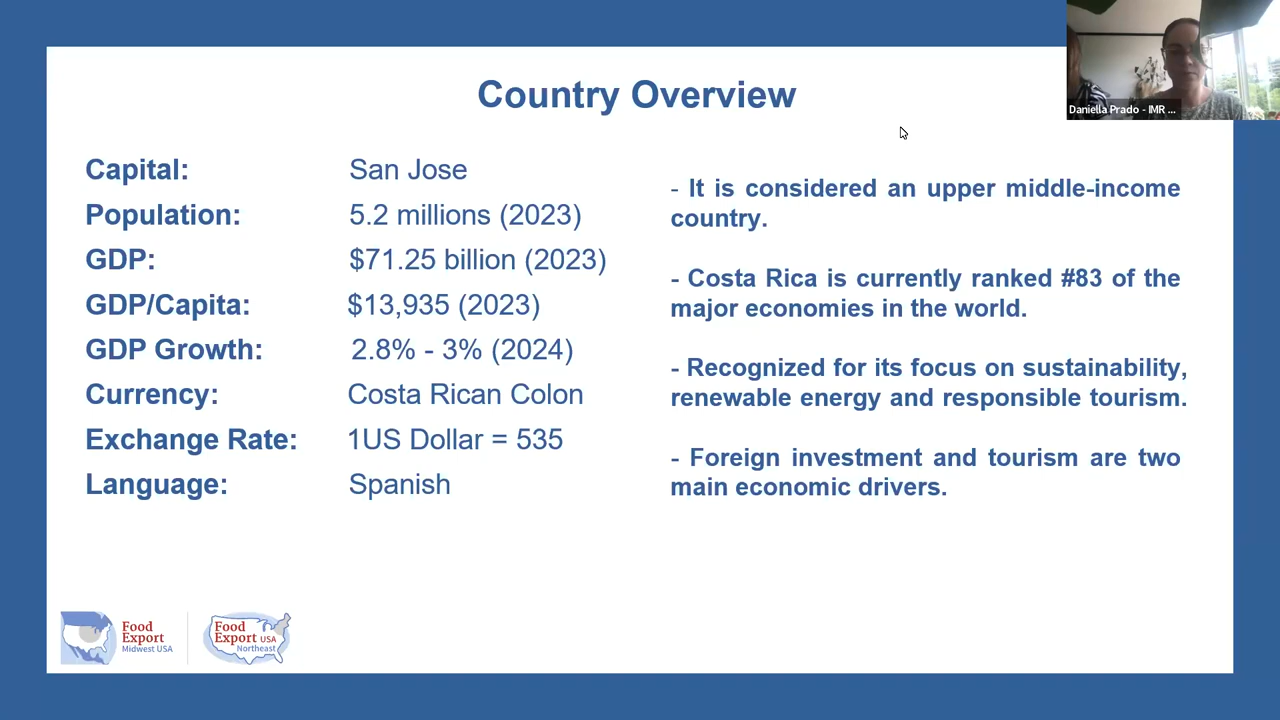 Country Overview
Daniella Prado - IMR ...
Capital: San Jose
Population: 5.2 millions (2023)
GDP: $71.25 billion (2023)
GDP/Capita: $13,935 (2023)
GDP Growth: 2.8% - 3% (2024)
Currency: Costa Rican Colon
Exchange Rate: 1US Dollar = 535
Language: Spanish
- It is considered an upper middle-income
country.
- Costa Rica is currently ranked #83 of the
major economies in the world.
- Recognized for its focus on sustainability,
renewable energy and responsible tourism.
- Foreign investment and tourism are two
main economic drivers.
Food
Export
Midwest USA
Food
Export USA
Northeast